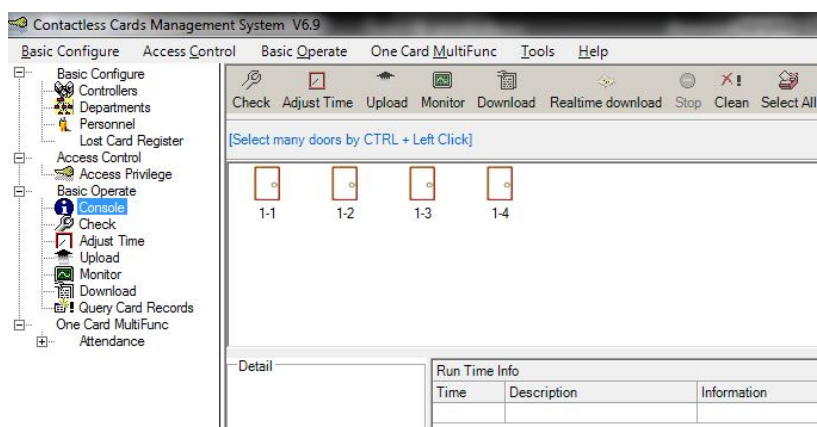 Contactless Cards Management System V6.9
Basic Configure Access Control Basic Operate One Card MultiFunc Tools Help
Basic Configure
Controllers
Departments
Personnel
Lost Card Register
Access Control
Access Privilege
Basic Operate
Console
Check
Adjust Time
Upload
Monitor
Download
Query Card Records
One Card MultiFunc
Attendance
Check Adjust Time Upload Monitor Download Realtime download Stop Clean Select All
[Select many doors by CTRL + Left Click]
1-1 1-2 1-3 1-4
Detail
Run Time Info
Time Description Information